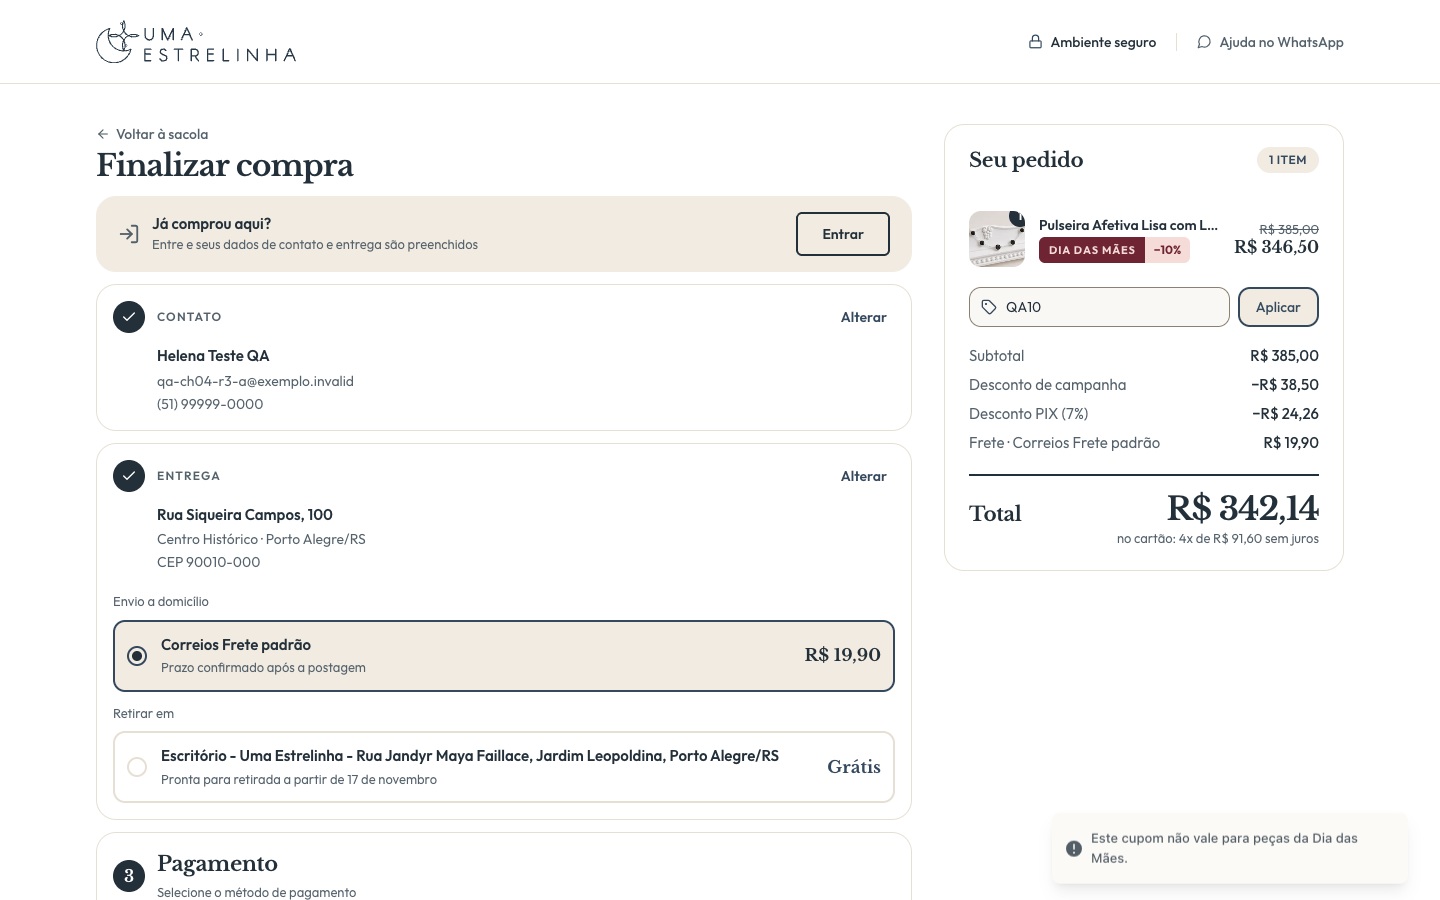 UMA
ESTRELINHA
Ambiente seguro
Ajuda no WhatsApp
Voltar à sacola
Finalizar compra
Já comprou aqui?
Entre e seus dados de contato e entrega são preenchidos
Entrar
CONTATO
Alterar
Helena Teste QA
qa-ch04-r3-a@exemplo.invalid
(51) 99999-0000
ENTREGA
Alterar
Rua Siqueira Campos, 100
Centro Histórico · Porto Alegre/RS
CEP 90010-000
Envio a domicílio
Correios Frete padrão
Prazo confirmado após a postagem
R$ 19,90
Retirar em
Escritório - Uma Estrelinha - Rua Jandyr Maya Faillace, Jardim Leopoldina, Porto Alegre/RS
Pronta para retirada a partir de 17 de novembro
Grátis
3
Pagamento
Selecione o método de pagamento
Seu pedido
1 ITEM
Pulseira Afetiva Lisa com L...
DIA DAS MÃES
−10%
R$ 385,00
R$ 346,50
QA10
Aplicar
Subtotal
R$ 385,00
Desconto de campanha
−R$ 38,50
Desconto PIX (7%)
−R$ 24,26
Frete · Correios Frete padrão
R$ 19,90
Total
R$ 342,14
no cartão: 4x de R$ 91,60 sem juros
Este cupom não vale para peças da Dia das
Mães.